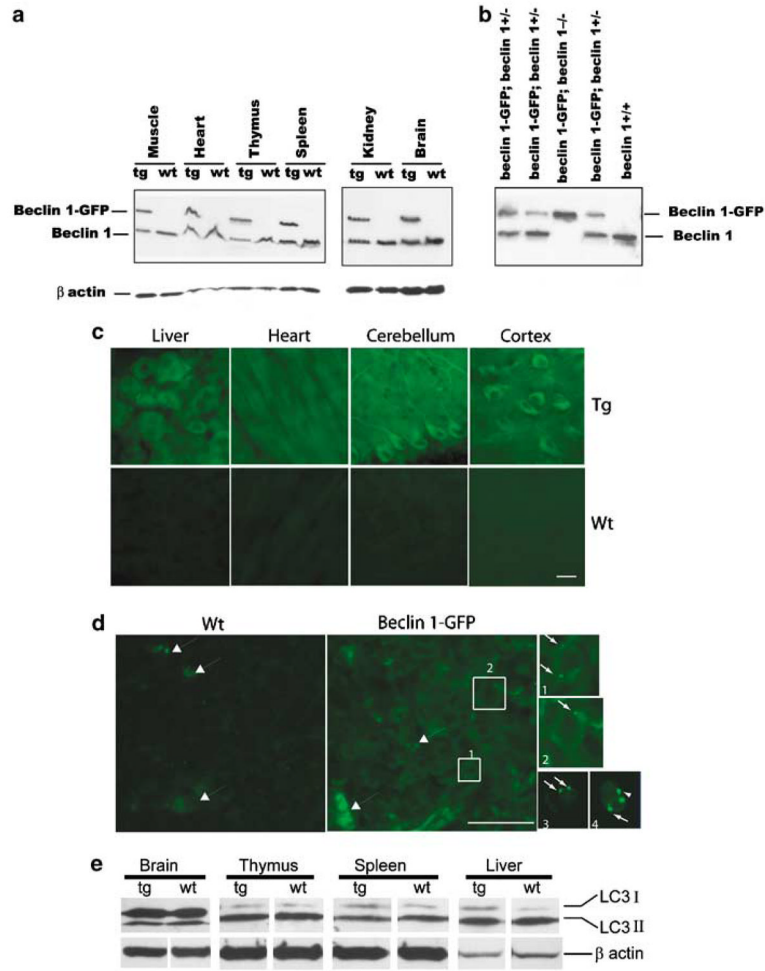 a
Muscle Heart Thymus Spleen Kidney Brain
tg wt tg wt tg wt tg wt tg wt tg wt
Beclin 1-GFP
Beclin 1
β actin
b
beclin 1-GFP; beclin 1+/-
beclin 1-GFP; beclin 1+/-
beclin 1-GFP; beclin 1-/-
beclin 1-GFP; beclin 1+/-
beclin 1+/+
Beclin 1-GFP
Beclin 1
c
Liver Heart Cerebellum Cortex
Tg
Wt
d
Wt Beclin 1-GFP
2
1
1
2
3 4
e
Brain Thymus Spleen Liver
tg wt tg wt tg wt tg wt
LC3 I
LC3 II
β actin